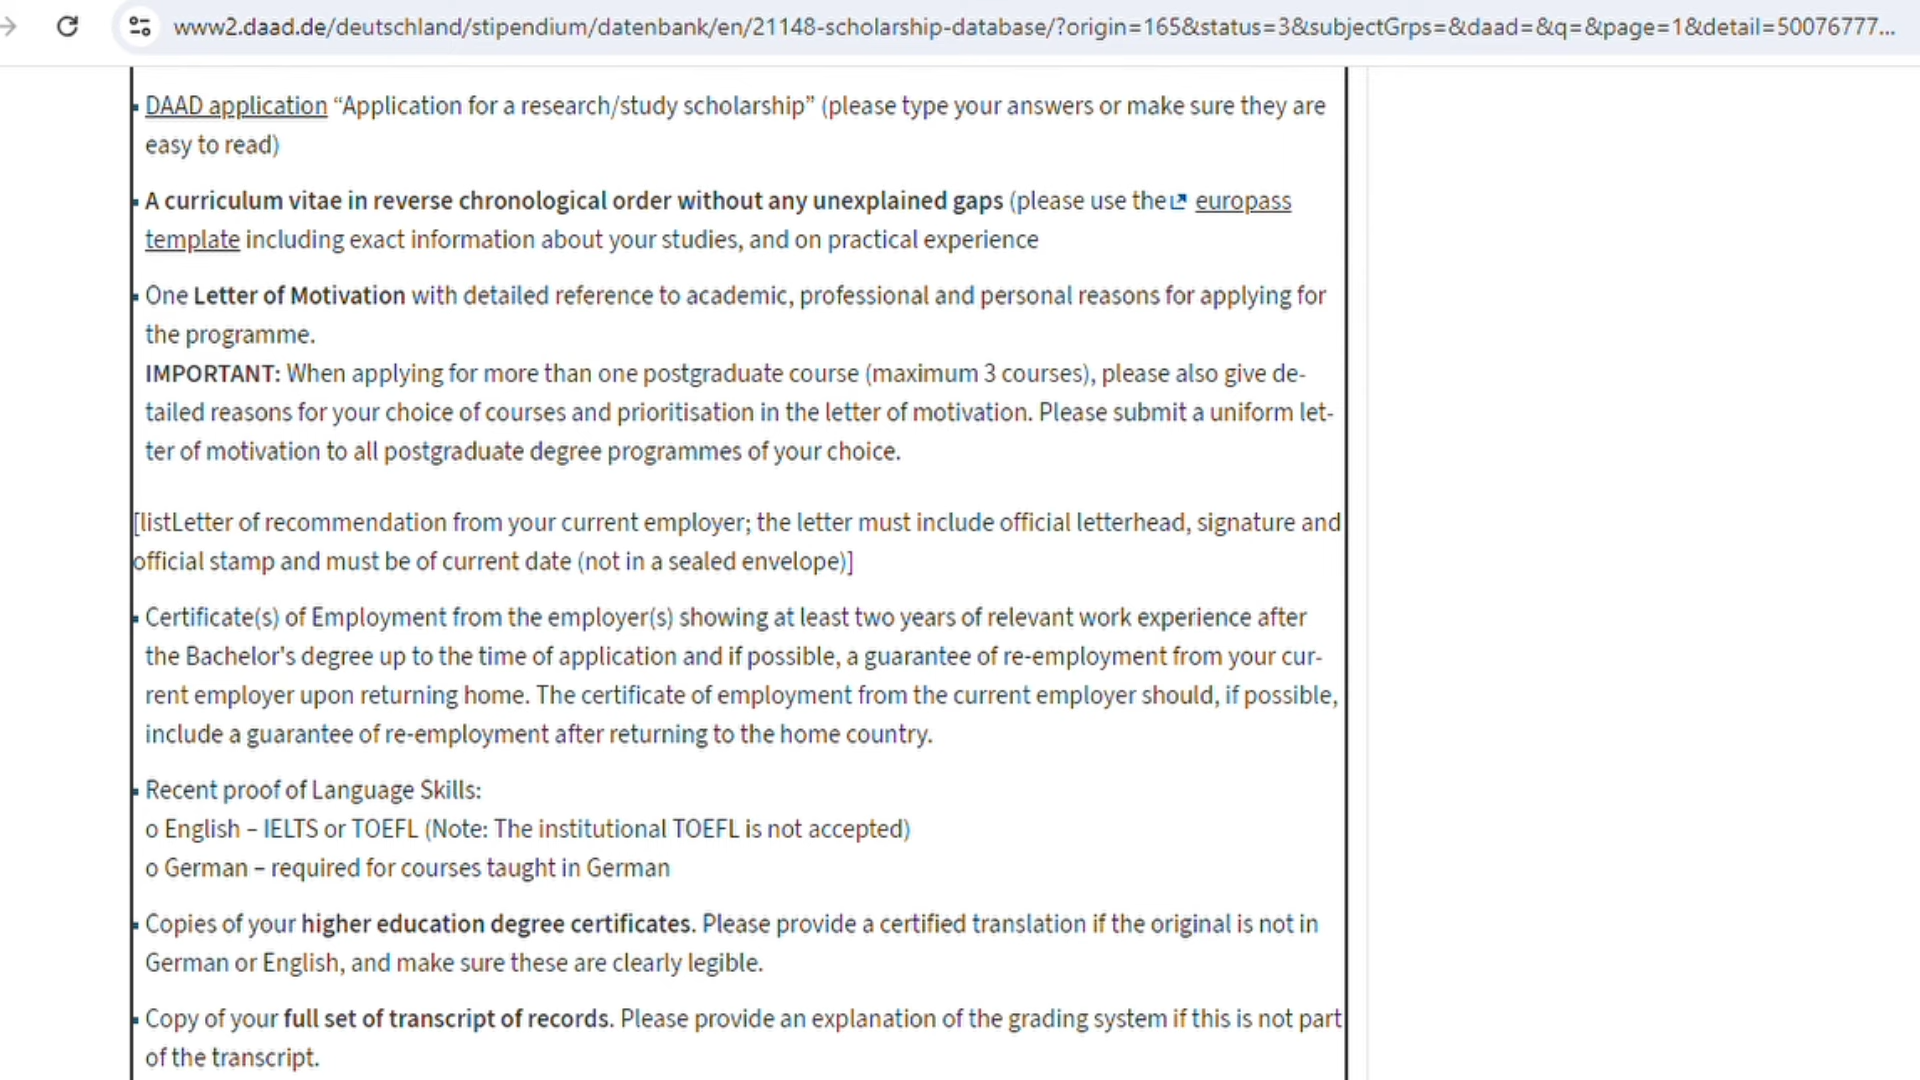 www2.daad.de/deutschland/stipendium/datenbank/en/21148-scholarship-database/?origin=165&status=3&subjectGrps=&daad=&q=&page=1&detail=50076777...
DAAD application “Application for a research/study scholarship” (please type your answers or make sure they are
easy to read)
A curriculum vitae in reverse chronological order without any unexplained gaps (please use the europass
template including exact information about your studies, and on practical experience
One Letter of Motivation with detailed reference to academic, professional and personal reasons for applying for
the programme.
IMPORTANT: When applying for more than one postgraduate course (maximum 3 courses), please also give de-
tailed reasons for your choice of courses and prioritisation in the letter of motivation. Please submit a uniform let-
ter of motivation to all postgraduate degree programmes of your choice.
[listLetter of recommendation from your current employer; the letter must include official letterhead, signature and
official stamp and must be of current date (not in a sealed envelope)]
Certificate(s) of Employment from the employer(s) showing at least two years of relevant work experience after
the Bachelor's degree up to the time of application and if possible, a guarantee of re-employment from your cur-
rent employer upon returning home. The certificate of employment from the current employer should, if possible,
include a guarantee of re-employment after returning to the home country.
Recent proof of Language Skills:
o English – IELTS or TOEFL (Note: The institutional TOEFL is not accepted)
o German – required for courses taught in German
Copies of your higher education degree certificates. Please provide a certified translation if the original is not in
German or English, and make sure these are clearly legible.
Copy of your full set of transcript of records. Please provide an explanation of the grading system if this is not part
of the transcript.